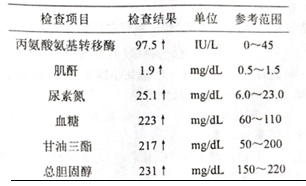 检查项目 检查结果 单位 参考范围
丙氨酸氨基转移酶 97.5↑ IU/L 0~45
肌酐 1.9↑ mg/dL 0.5~1.5
尿素氮 25.1↑ mg/dL 6.0~23.0
血糖 223↑ mg/dL 60~110
甘油三酯 217↑ mg/dL 50~200
总胆固醇 231↑ mg/dL 150~220